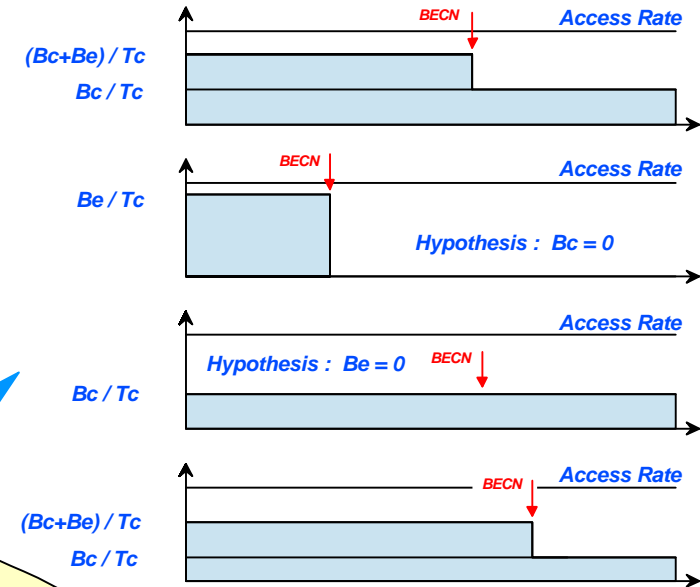 BECN Access Rate
(Bc+Be) / Tc
Bc / Tc
BECN Access Rate
Be / Tc
Hypothesis : Bc = 0
Access Rate
Hypothesis : Be = 0 BECN
Bc / Tc
BECN Access Rate
(Bc+Be) / Tc
Bc / Tc